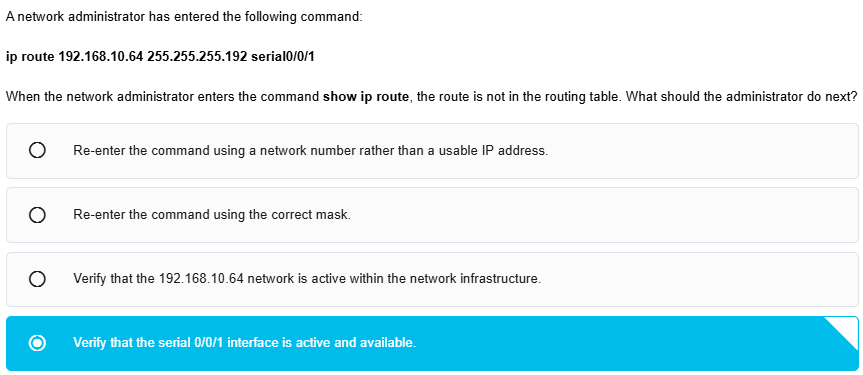 A network administrator has entered the following command:
ip route 192.168.10.64 255.255.255.192 serial0/0/1
When the network administrator enters the command show ip route, the route is not in the routing table. What should the administrator do next?
Re-enter the command using a network number rather than a usable IP address.
Re-enter the command using the correct mask.
Verify that the 192.168.10.64 network is active within the network infrastructure.
Verify that the serial 0/0/1 interface is active and available.